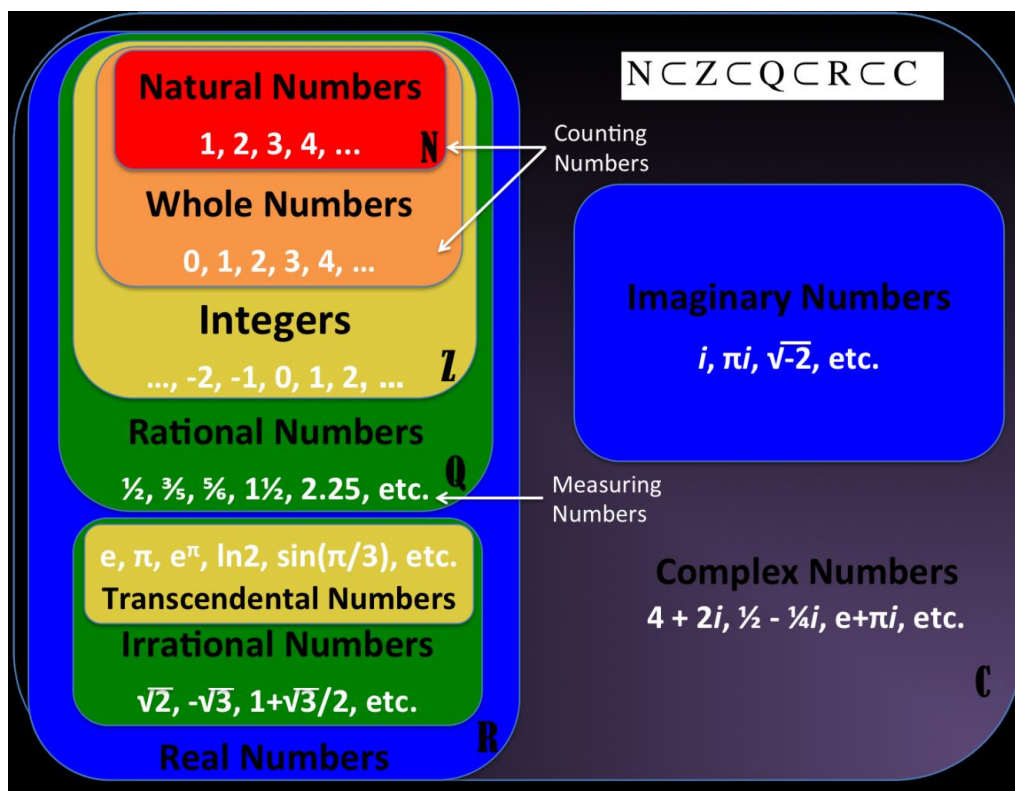 Natural Numbers
1, 2, 3, 4, ...
N
Whole Numbers
0, 1, 2, 3, 4, ...
Integers
..., -2, -1, 0, 1, 2, ...
Z
Rational Numbers
½, ⅗, ⅚, 1½, 2.25, etc.
Q
e, π, e^π, ln2, sin(π/3), etc.
Transcendental Numbers
Irrational Numbers
√2, -√3, 1+√3/2, etc.
Real Numbers
R
N ⊂ Z ⊂ Q ⊂ R ⊂ C
Counting
Numbers
Imaginary Numbers
i, πi, √-2, etc.
Measuring
Numbers
Complex Numbers
4 + 2i, ½ - ¼i, e+πi, etc.
C